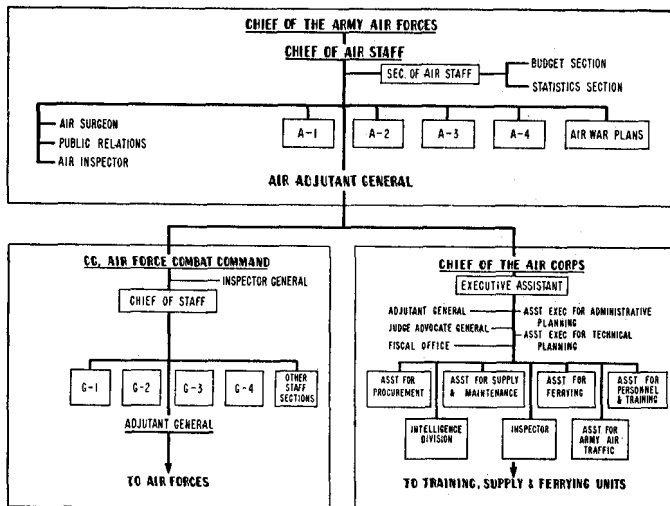 CHIEF OF THE ARMY AIR FORCES
CHIEF OF AIR STAFF
SEC. OF AIR STAFF
BUDGET SECTION
STATISTICS SECTION
AIR SURGEON
PUBLIC RELATIONS
AIR INSPECTOR
A-1
A-2
A-3
A-4
AIR WAR PLANS
AIR ADJUTANT GENERAL
CG, AIR FORCE COMBAT COMMAND
INSPECTOR GENERAL
CHIEF OF STAFF
G-1
G-2
G-3
G-4
OTHER
STAFF
SECTIONS
ADJUTANT GENERAL
TO AIR FORCES
CHIEF OF THE AIR CORPS
EXECUTIVE ASSISTANT
ADJUTANT GENERAL
JUDGE ADVOCATE GENERAL
FISCAL OFFICE
ASST EXEC FOR ADMINISTRATIVE
PLANNING
ASST EXEC FOR TECHNICAL
PLANNING
ASST FOR
PROCUREMENT
ASST FOR SUPPLY
& MAINTENANCE
ASST FOR
FERRYING
ASST FOR
PERSONNEL
& TRAINING
INTELLIGENCE
DIVISION
INSPECTOR
ASST FOR
ARMY AIR
TRAFFIC
TO TRAINING, SUPPLY & FERRYING UNITS